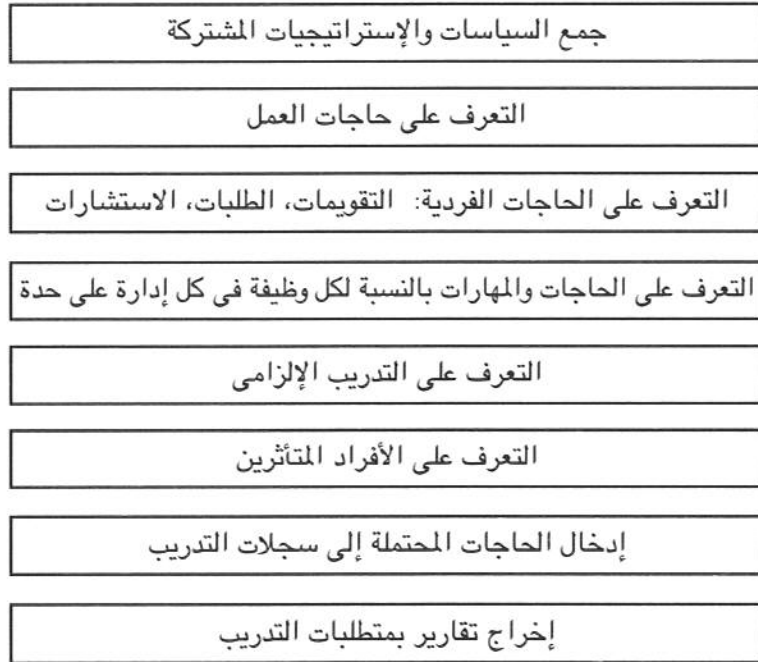 جمع السياسات والإستراتيجيات المشتركة
التعرف على حاجات العمل
التعرف على الحاجات الفردية: التقويمات، الطلبات، الاستشارات
التعرف على الحاجات والمهارات بالنسبة لكل وظيفة فى كل إدارة على حدة
التعرف على التدريب الإلزامى
التعرف على الأفراد المتأثرين
إدخال الحاجات المحتملة إلى سجلات التدريب
إخراج تقارير بمتطلبات التدريب